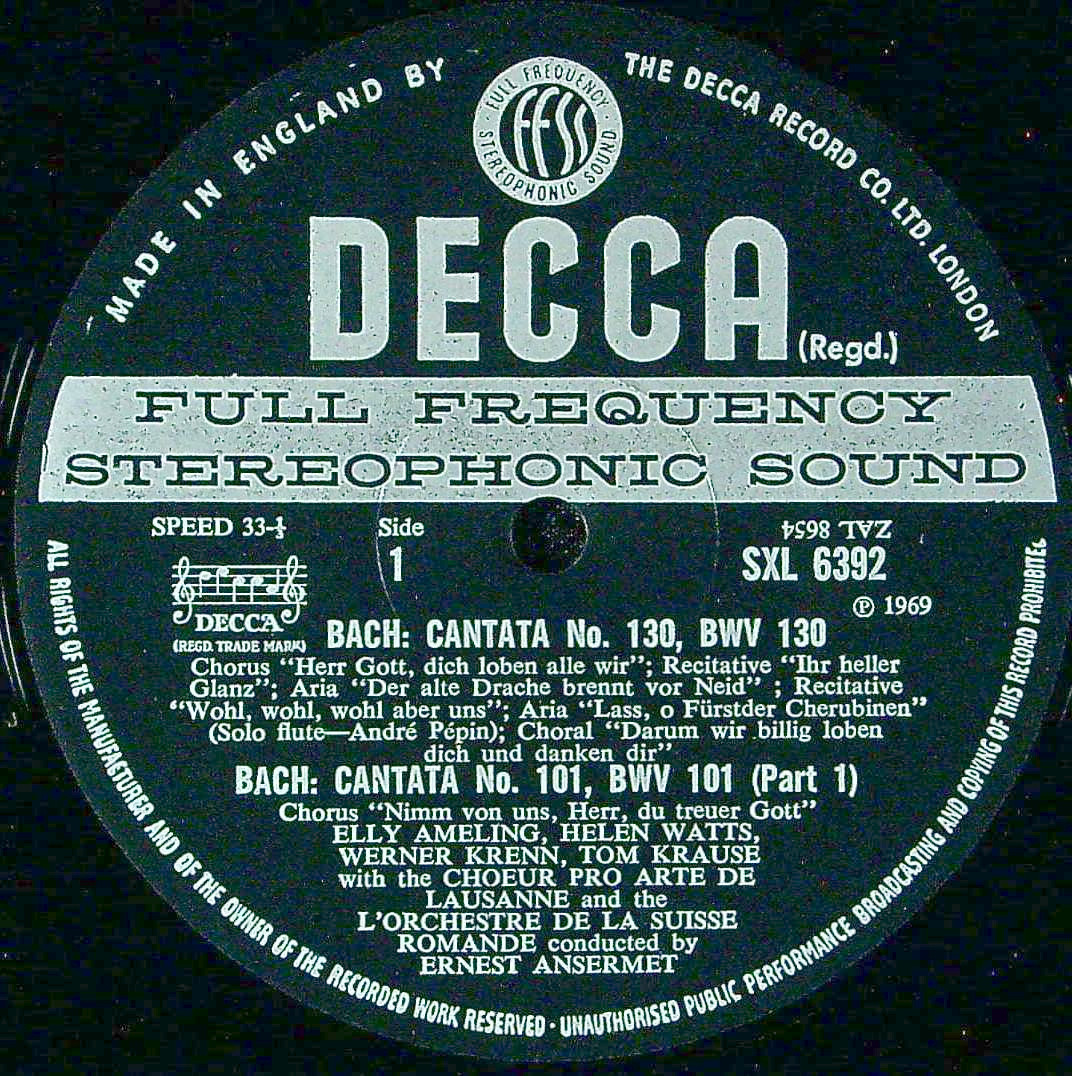 MADE IN ENGLAND BY
THE DECCA RECORD CO. LTD. LONDON
FULL FREQUENCY
FFSS
STEREOPHONIC SOUND
DECCA
(Regd.)
FULL FREQUENCY
STEREOPHONIC SOUND
SPEED 33-⅓
Side
1
ZAL 8654
SXL 6392
℗ 1969
DECCA
(REGD. TRADE MARK)
BACH: CANTATA No. 130, BWV 130
Chorus “Herr Gott, dich loben alle wir”; Recitative “Ihr heller
Glanz”; Aria “Der alte Drache brennt vor Neid” ; Recitative
“Wohl, wohl, wohl aber uns”; Aria “Lass, o Fürstder Cherubinen”
(Solo flute—André Pépin); Choral “Darum wir billig loben
dich und danken dir”
BACH: CANTATA No. 101, BWV 101 (Part 1)
Chorus “Nimm von uns, Herr, du treuer Gott”
ELLY AMELING, HELEN WATTS,
WERNER KRENN, TOM KRAUSE
with the CHOEUR PRO ARTE DE
LAUSANNE and the
L'ORCHESTRE DE LA SUISSE
ROMANDE conducted by
ERNEST ANSERMET
ALL RIGHTS OF THE MANUFACTURER AND OF THE OWNER OF THE RECORDED WORK RESERVED · UNAUTHORISED PUBLIC PERFORMANCE BROADCASTING AND COPYING OF THIS RECORD PROHIBITED